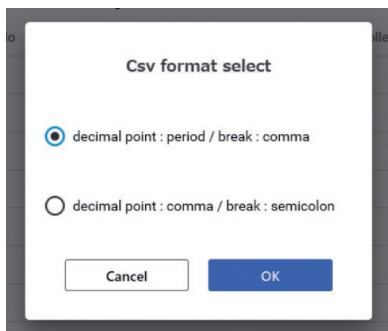 Csv format select
decimal point : period / break : comma
decimal point : comma / break : semicolon
Cancel OK